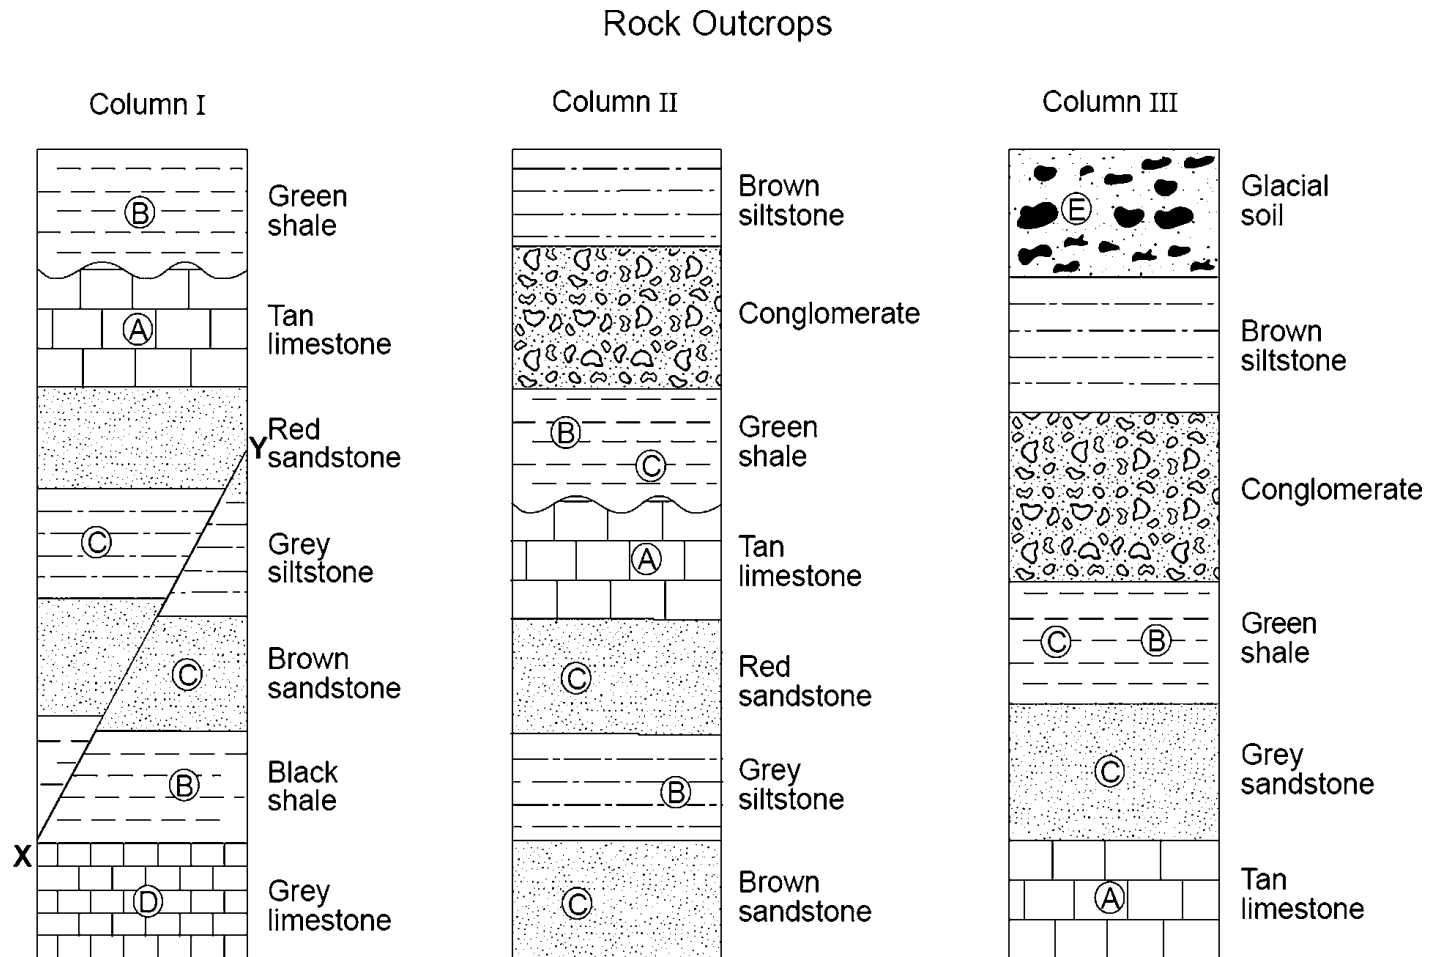 Rock Outcrops
Column I
Green
shale
B
Tan
limestone
A
Red
sandstone
Y
Grey
siltstone
C
Brown
sandstone
C
Black
shale
B
X
Grey
limestone
D
Column II
Brown
siltstone
Conglomerate
Green
shale
B
C
Tan
limestone
A
Red
sandstone
C
Grey
siltstone
B
Brown
sandstone
C
Column III
Glacial
soil
E
Brown
siltstone
Conglomerate
Green
shale
C
B
Grey
sandstone
C
Tan
limestone
A